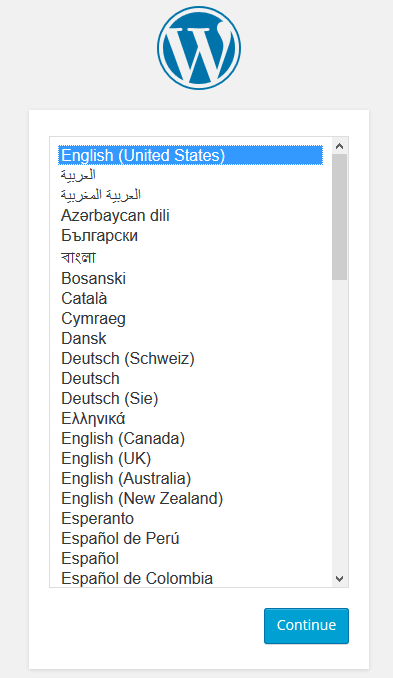 English (United States)
العربية
العربية المغربية
Azərbaycan dili
Български
বাংলা
Bosanski
Català
Cymraeg
Dansk
Deutsch (Schweiz)
Deutsch
Deutsch (Sie)
Ελληνικά
English (Canada)
English (UK)
English (Australia)
English (New Zealand)
Esperanto
Español de Perú
Español
Español de Colombia
Continue